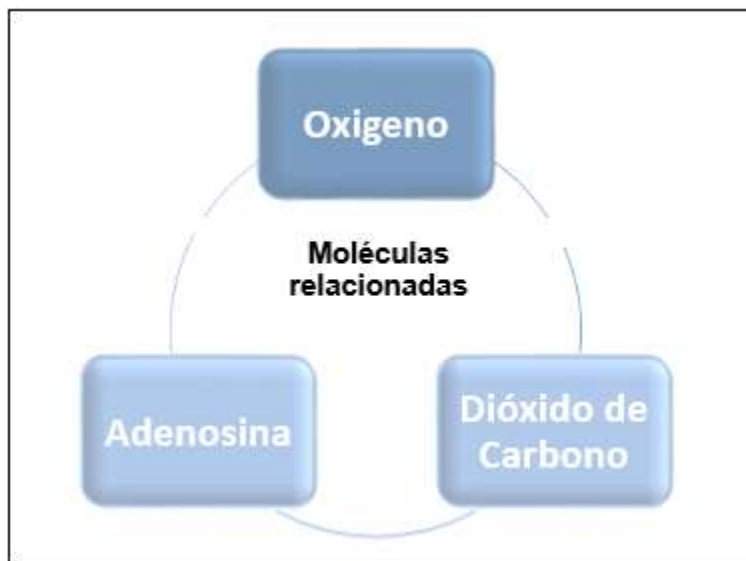 Oxigeno
Moléculas
relacionadas
Adenosina
Dióxido de
Carbono